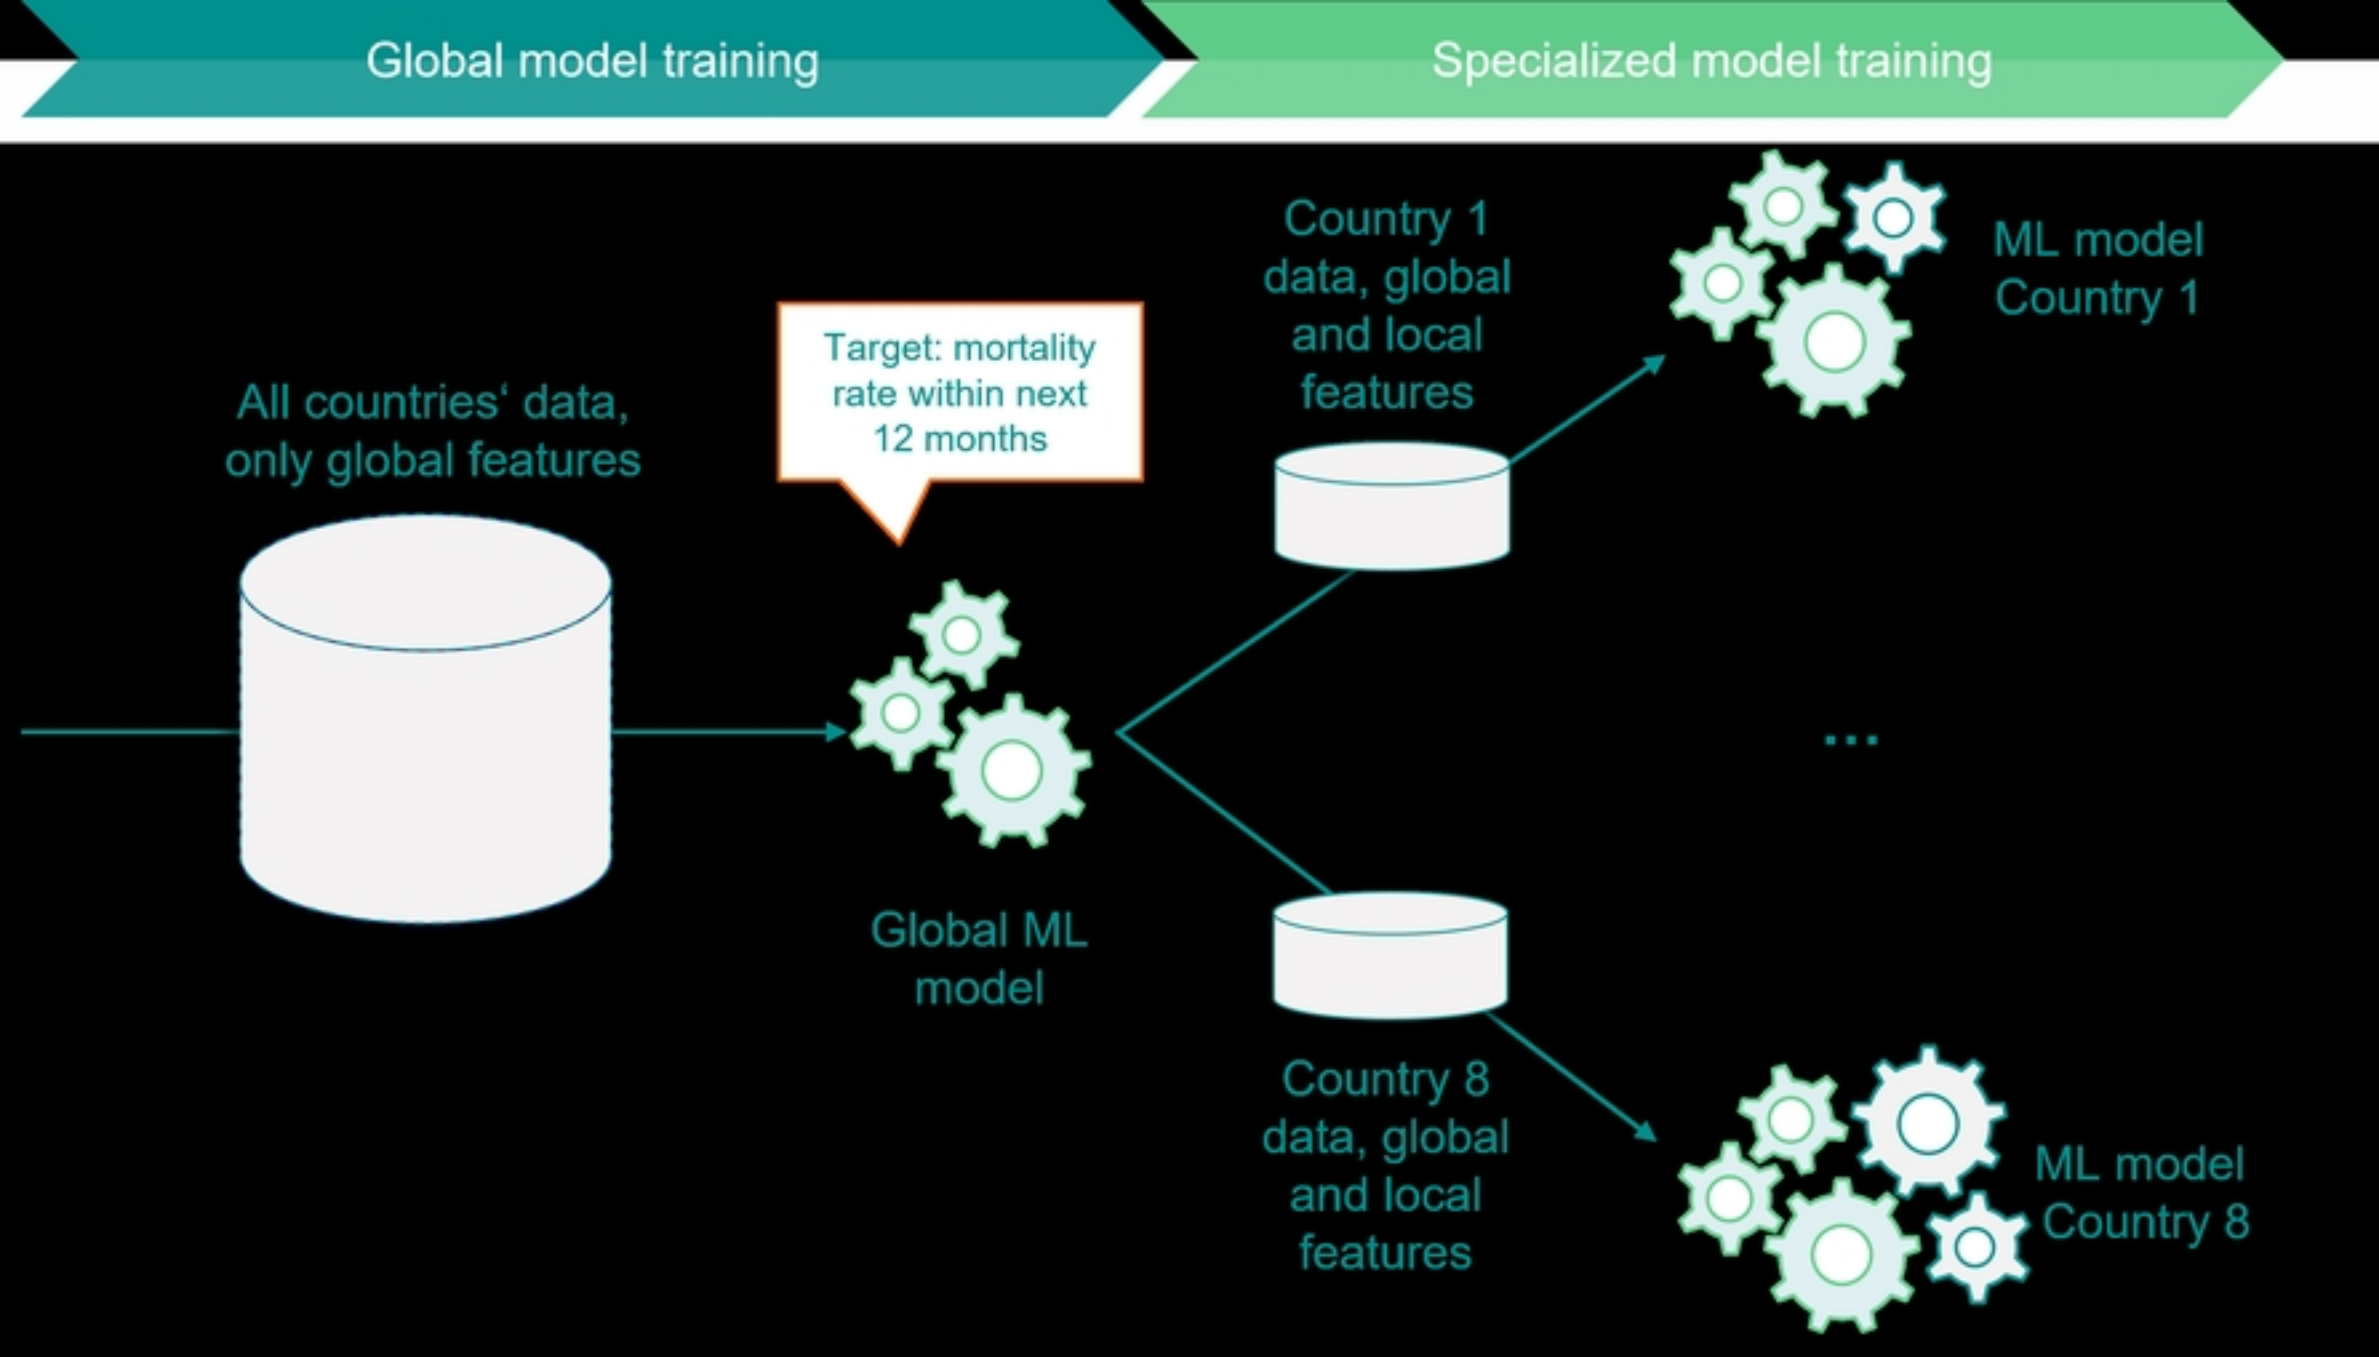 Global model training
Specialized model training
All countries‘ data,
only global features
Target: mortality
rate within next
12 months
Global ML
model
Country 1
data, global
and local
features
ML model
Country 1
...
Country 8
data, global
and local
features
ML model
Country 8